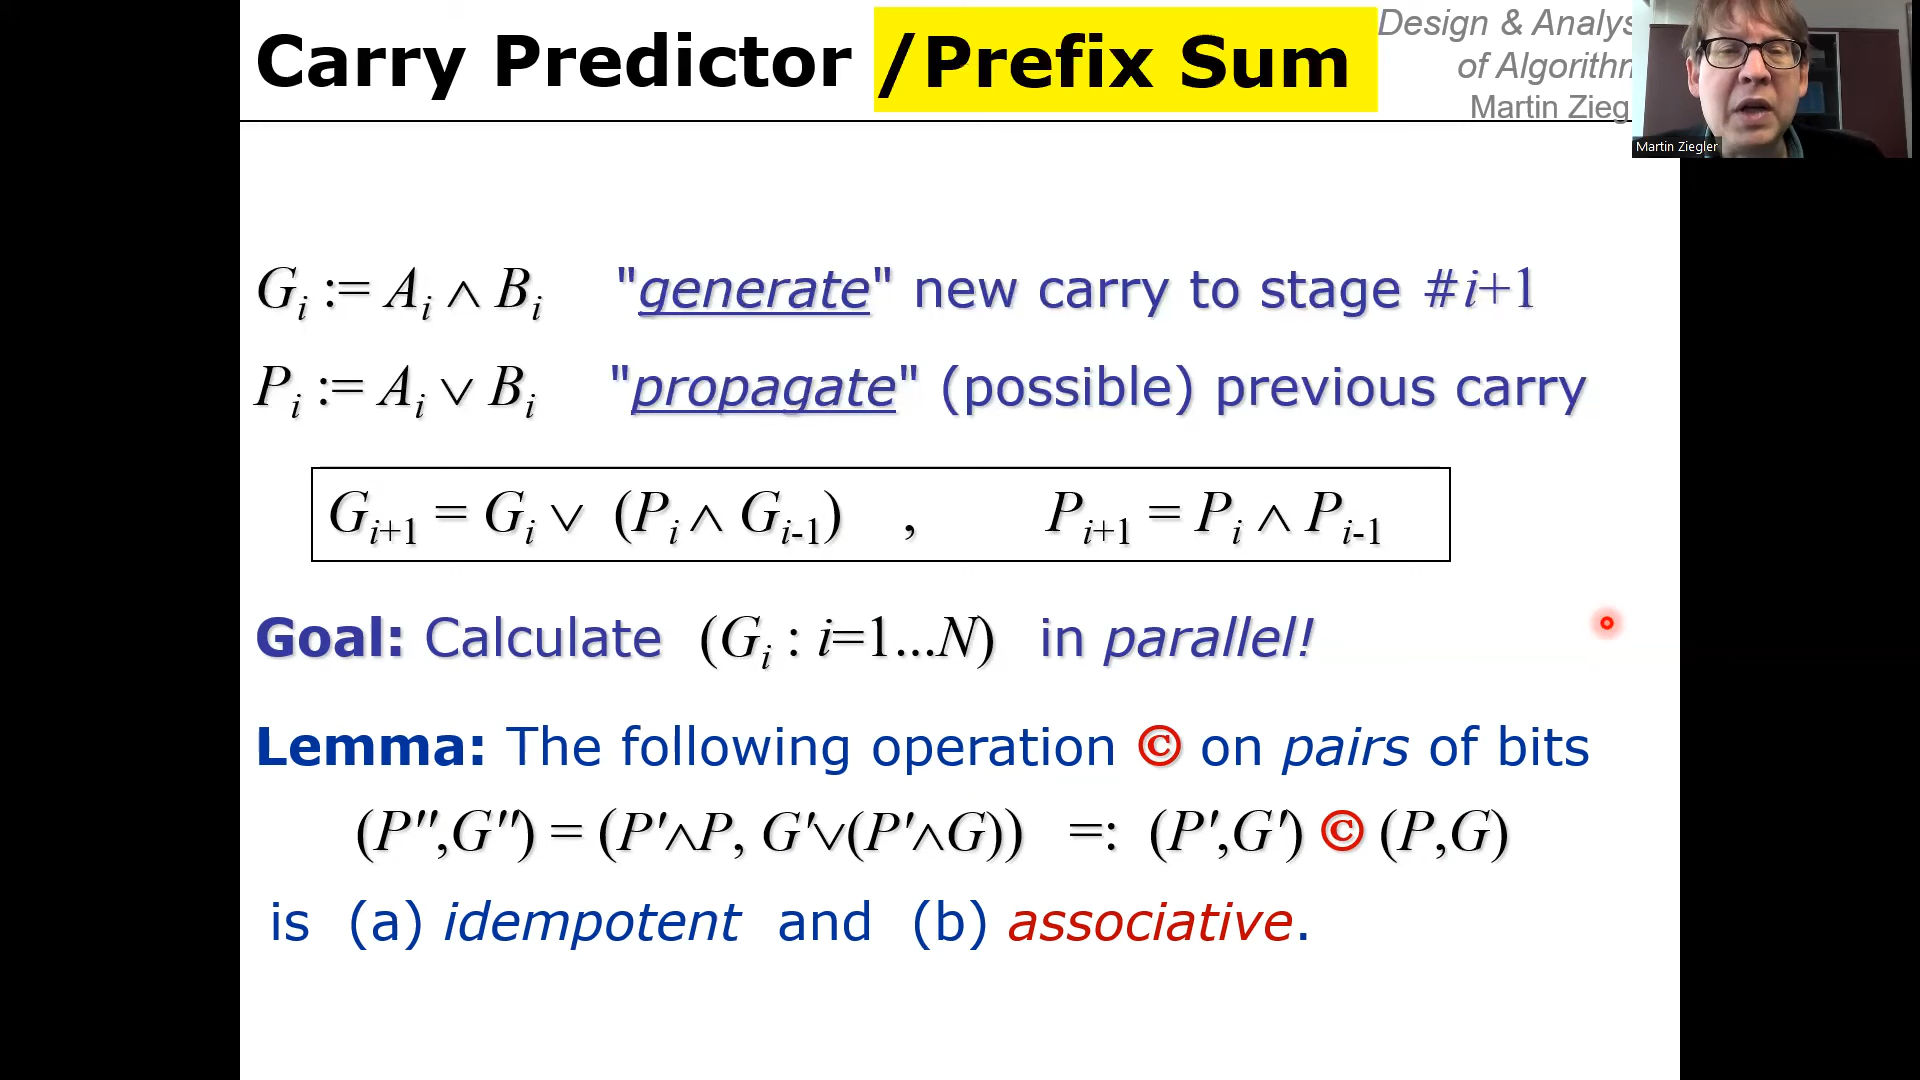 Carry Predictor /Prefix Sum
Design & Analys
of Algorithn
Martin Zieg
Martin Ziegler
G_i := A_i ∧ B_i "generate" new carry to stage #i+1
P_i := A_i ∨ B_i "propagate" (possible) previous carry
G_{i+1} = G_i ∨ (P_i ∧ G_{i-1}) , P_{i+1} = P_i ∧ P_{i-1}
Goal: Calculate (G_i : i=1...N) in parallel!
Lemma: The following operation © on pairs of bits
(P'',G'') = (P'∧P, G'∨(P'∧G)) =: (P',G') © (P,G)
is (a) idempotent and (b) associative.